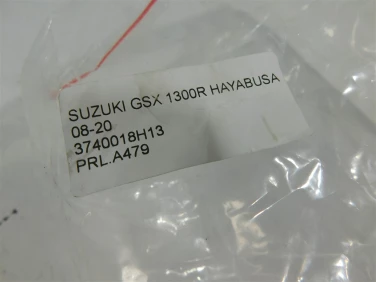 SUZUKI GSX 1300R HAYABUSA
08-20
3740018H13
PRL.A479